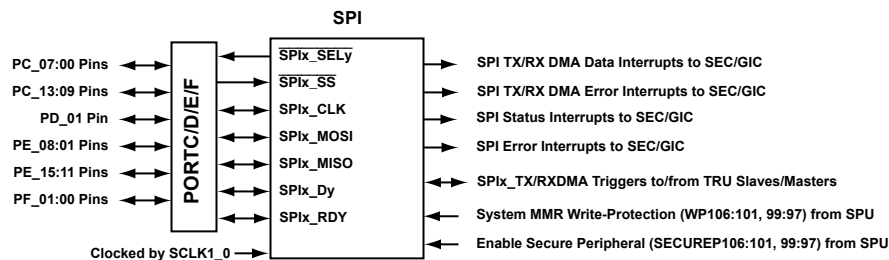 SPI
PC_07:00 Pins
PC_13:09 Pins
PD_01 Pin
PE_08:01 Pins
PE_15:11 Pins
PF_01:00 Pins
PORTC/D/E/F
Clocked by SCLK1_0
SPIx_SELy
SPIx_SS
SPIx_CLK
SPIx_MOSI
SPIx_MISO
SPIx_Dy
SPIx_RDY
SPI TX/RX DMA Data Interrupts to SEC/GIC
SPI TX/RX DMA Error Interrupts to SEC/GIC
SPI Status Interrupts to SEC/GIC
SPI Error Interrupts to SEC/GIC
SPIx_TX/RXDMA Triggers to/from TRU Slaves/Masters
System MMR Write-Protection (WP106:101, 99:97) from SPU
Enable Secure Peripheral (SECUREP106:101, 99:97) from SPU